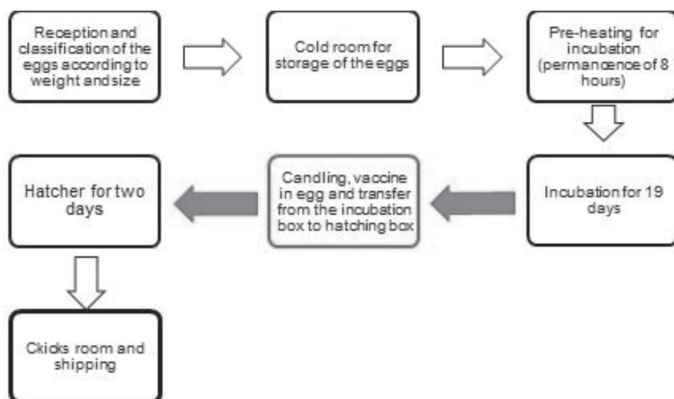 Reception and
classification of the
eggs according to
weight and size
Cold room for
storage of the eggs
Pre-heating for
incubation
(permanence of 8
hours)
Incubation for 19
days
Candling, vaccine
in egg and transfer
from the incubation
box to hatching box
Hatcher for two
days
Ckicks room and
shipping